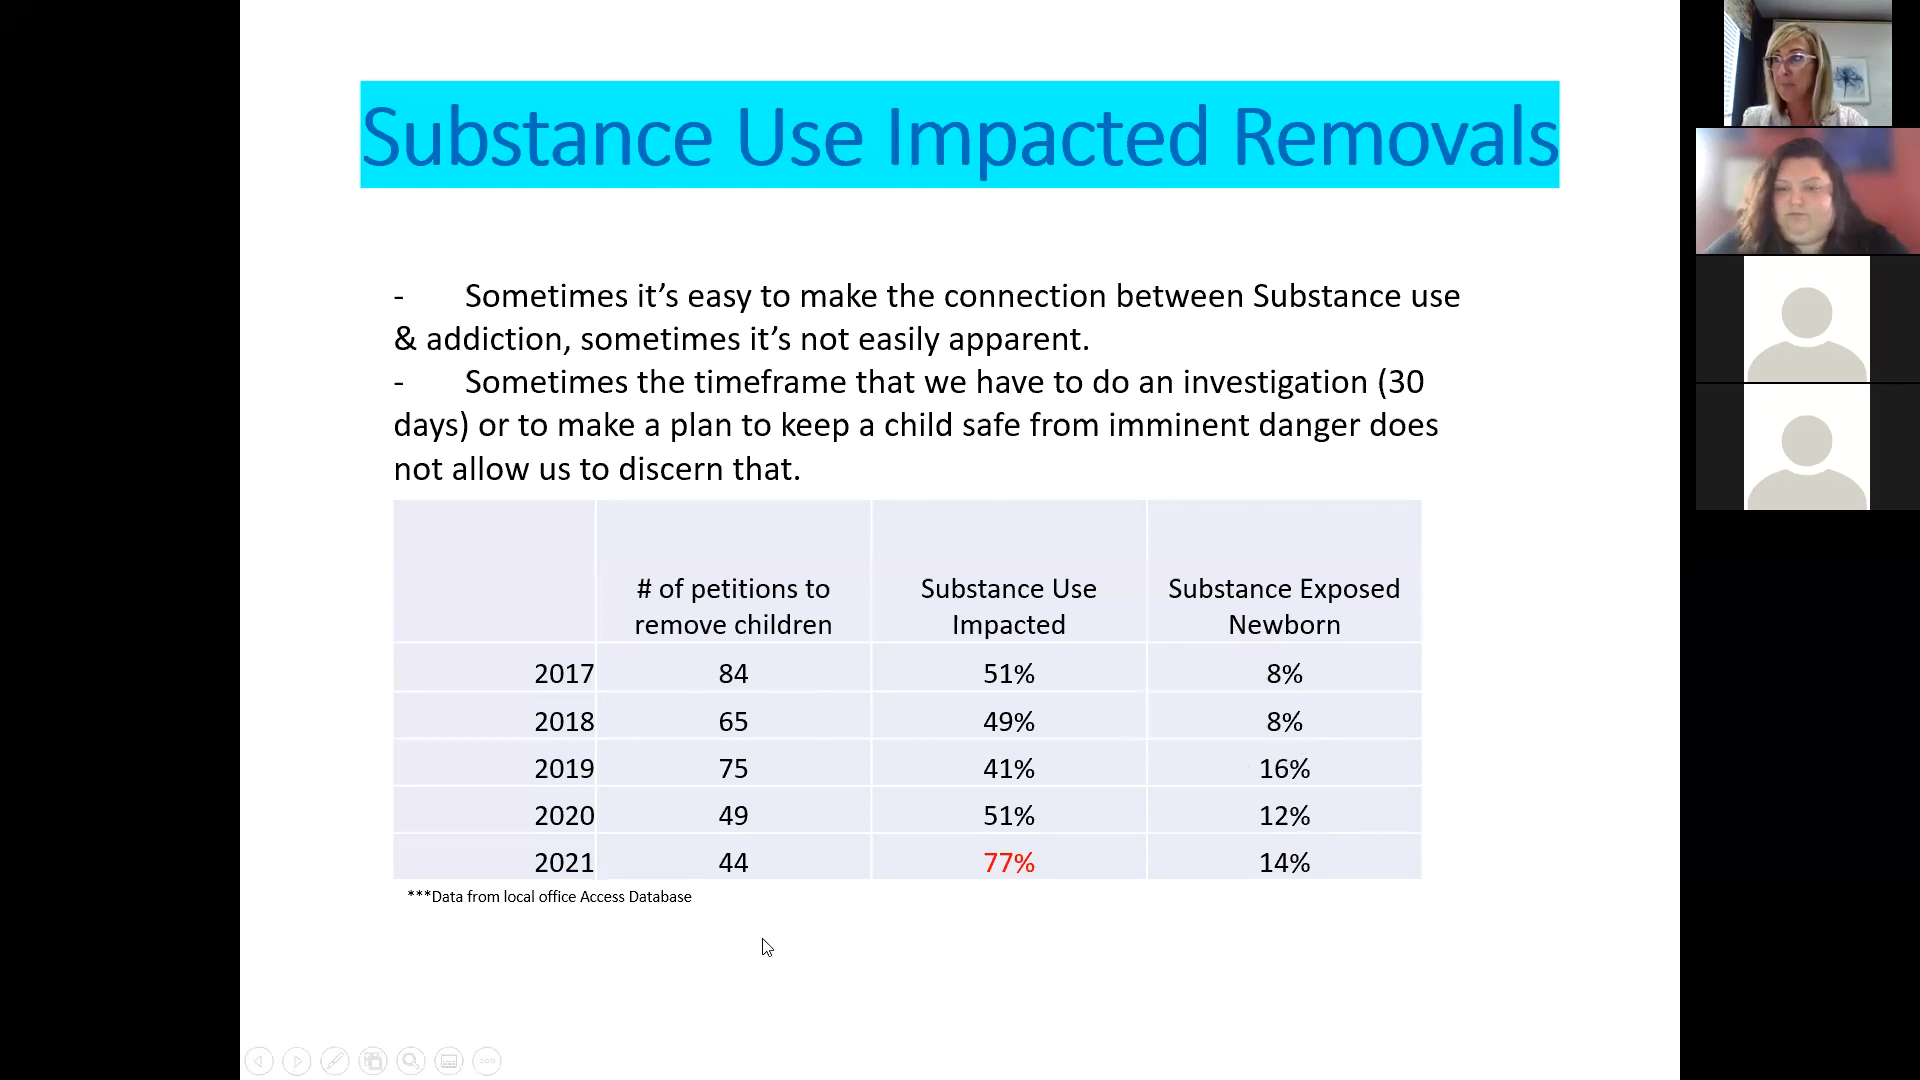 Substance Use Impacted Removals
- Sometimes it’s easy to make the connection between Substance use
& addiction, sometimes it’s not easily apparent.
- Sometimes the timeframe that we have to do an investigation (30
days) or to make a plan to keep a child safe from imminent danger does
not allow us to discern that.
# of petitions to
remove children
Substance Use
Impacted
Substance Exposed
Newborn
2017 84 51% 8%
2018 65 49% 8%
2019 75 41% 16%
2020 49 51% 12%
2021 44 77% 14%
***Data from local office Access Database